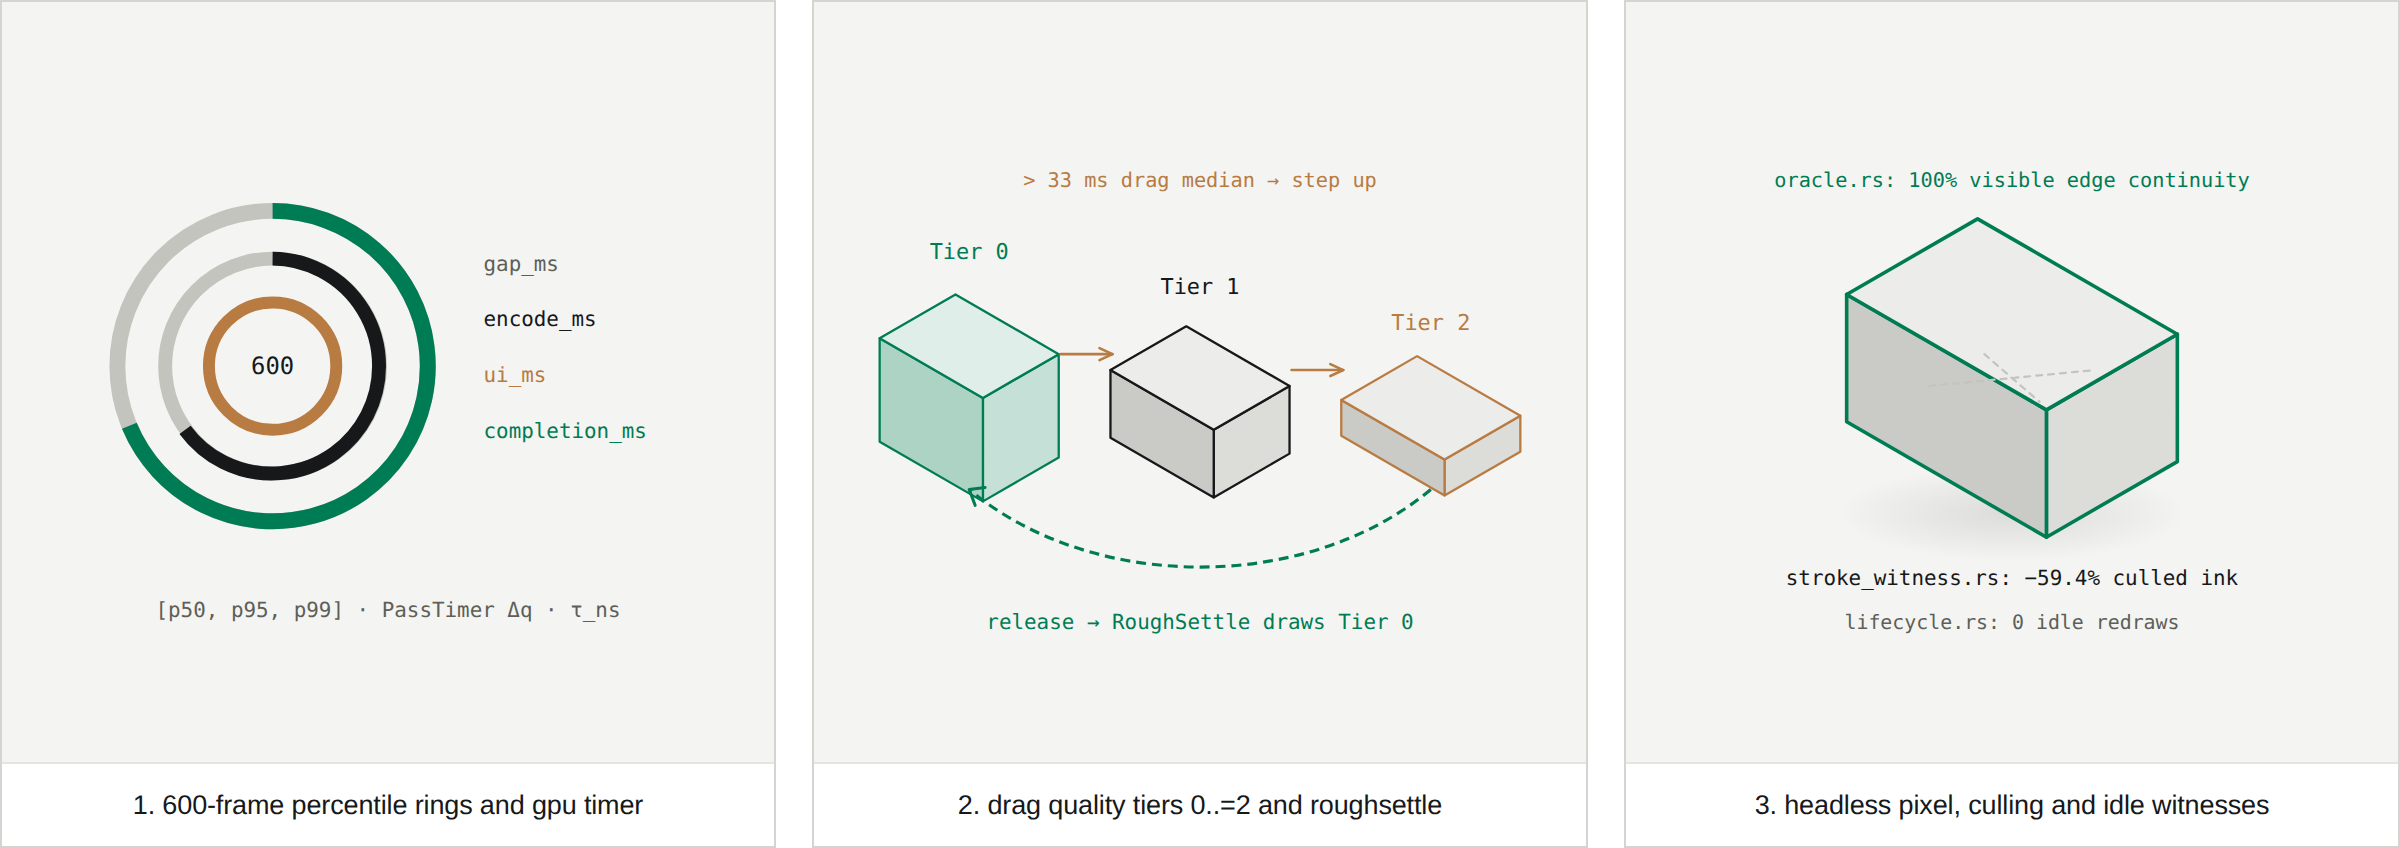 600
gap_ms
encode_ms
ui_ms
completion_ms
[p50, p95, p99] · PassTimer Δq · τ_ns
1. 600-frame percentile rings and gpu timer
> 33 ms drag median → step up
Tier 0
Tier 1
Tier 2
release → RoughSettle draws Tier 0
2. drag quality tiers 0..=2 and roughsettle
oracle.rs: 100% visible edge continuity
stroke_witness.rs: −59.4% culled ink
lifecycle.rs: 0 idle redraws
3. headless pixel, culling and idle witnesses